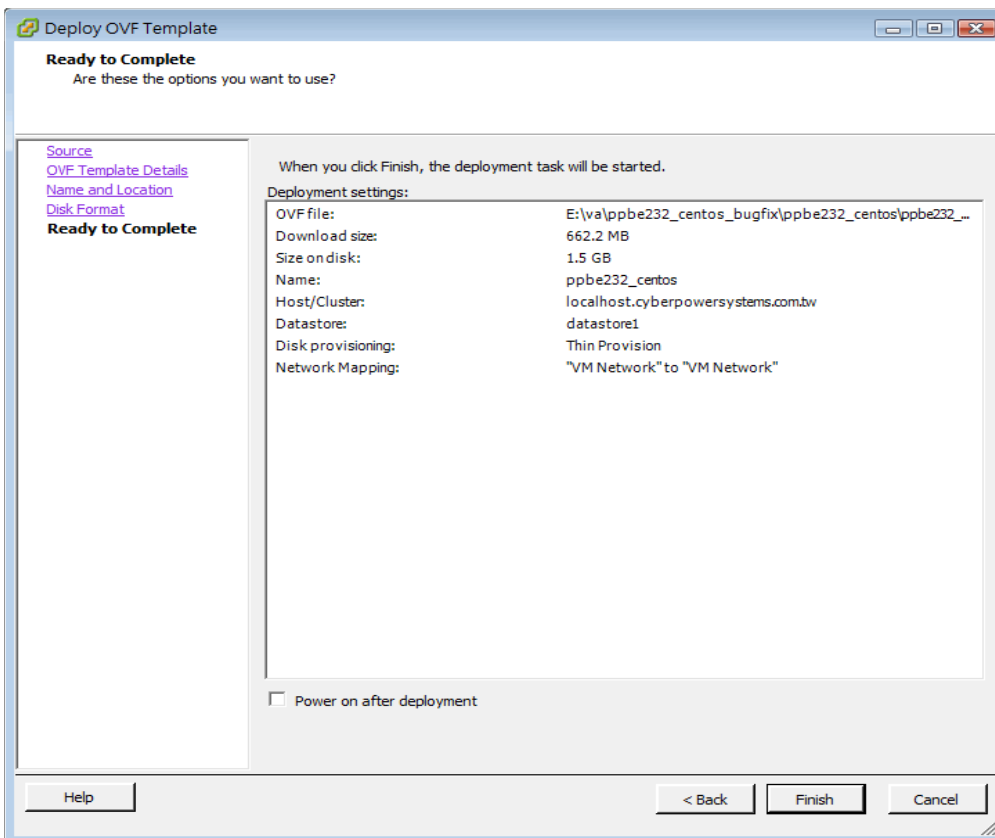 Deploy OVF Template
Ready to Complete
Are these the options you want to use?
Source
OVF Template Details
Name and Location
Disk Format
Ready to Complete
When you click Finish, the deployment task will be started.
Deployment settings:
OVF file: E:\va\ppbe232_centos_bugfix\ppbe232_centos\ppbe232_...
Download size: 662.2 MB
Size on disk: 1.5 GB
Name: ppbe232_centos
Host/Cluster: localhost.cyberpowersystems.com.tw
Datastore: datastore1
Disk provisioning: Thin Provision
Network Mapping: "VM Network" to "VM Network"
Power on after deployment
Help < Back Finish Cancel